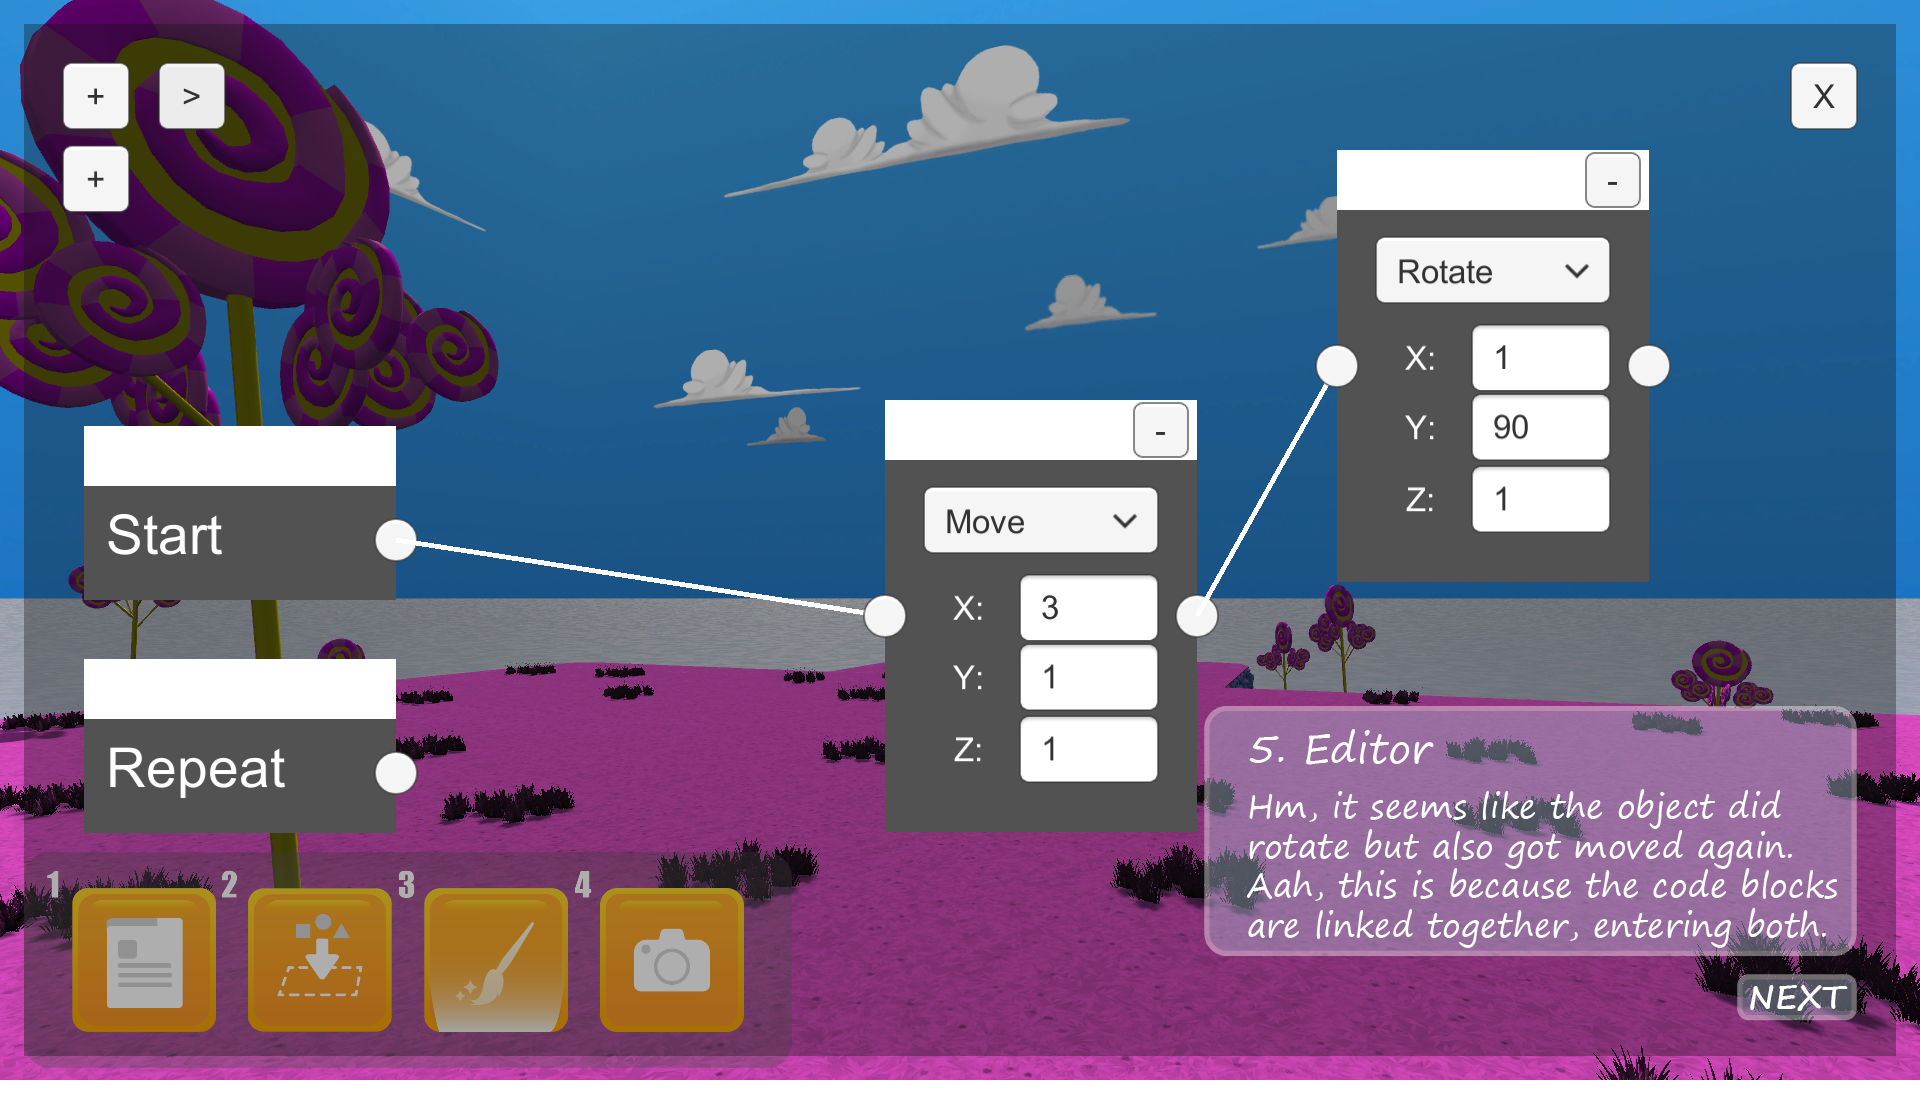 + >
X
+
-
Rotate
X: 1
Y: 90
Z: 1
-
Move
X: 3
Y: 1
Z: 1
Start
Repeat
5. Editor
Hm, it seems like the object did
rotate but also got moved again.
Aah, this is because the code blocks
are linked together, entering both.
NEXT
1 2 3 4